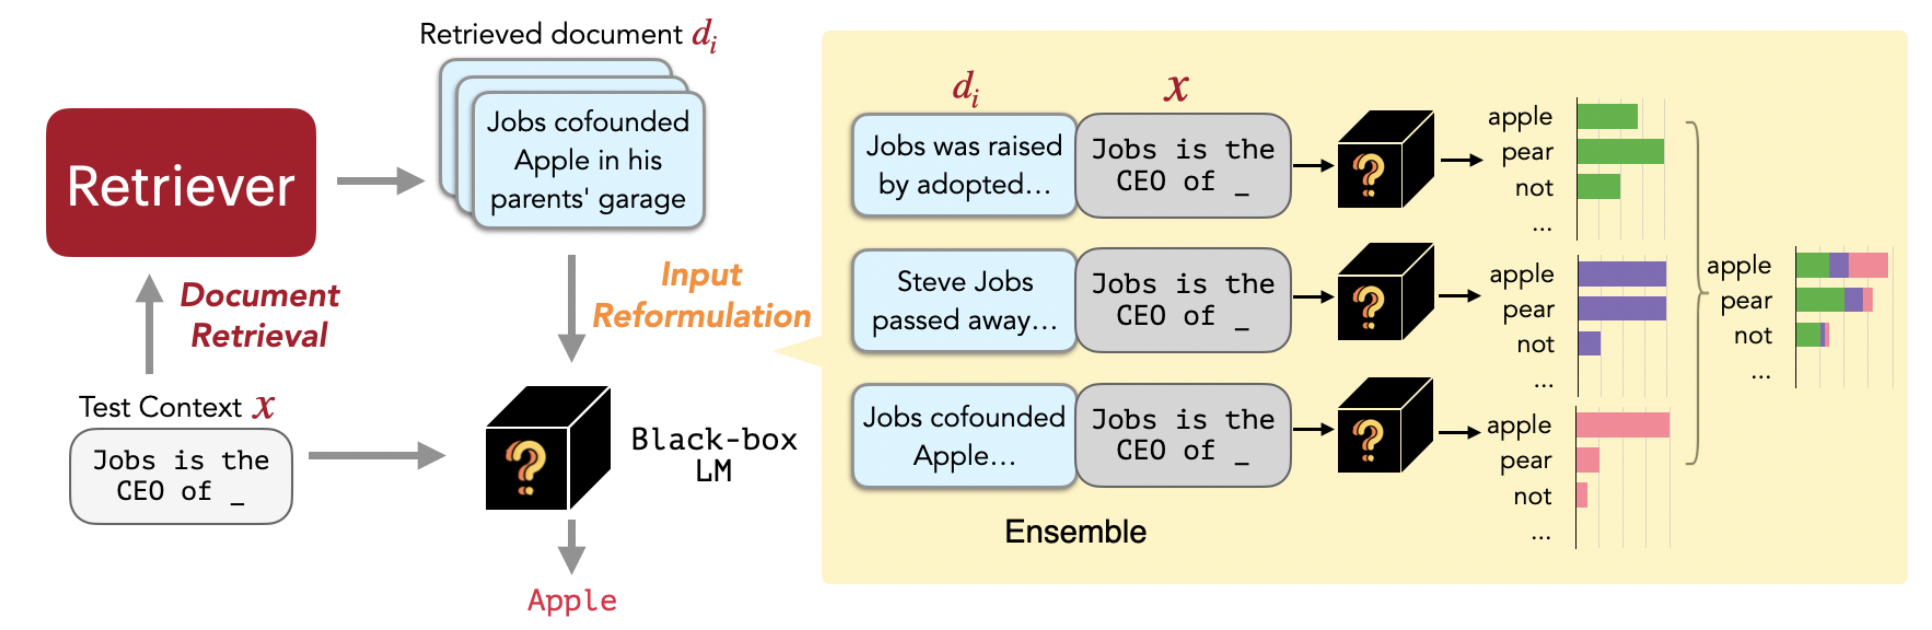 Retrieved document di
Jobs cofounded
Apple in his
parents' garage
Retriever
Document
Retrieval
Input
Reformulation
Test Context x
Jobs is the
CEO of _
?
Black-box
LM
Apple
di
x
Jobs was raised
by adopted...
Jobs is the
CEO of _
?
apple
pear
not
...
Steve Jobs
passed away...
Jobs is the
CEO of _
?
apple
pear
not
...
Jobs cofounded
Apple...
Jobs is the
CEO of _
?
apple
pear
not
...
apple
pear
not
...
Ensemble